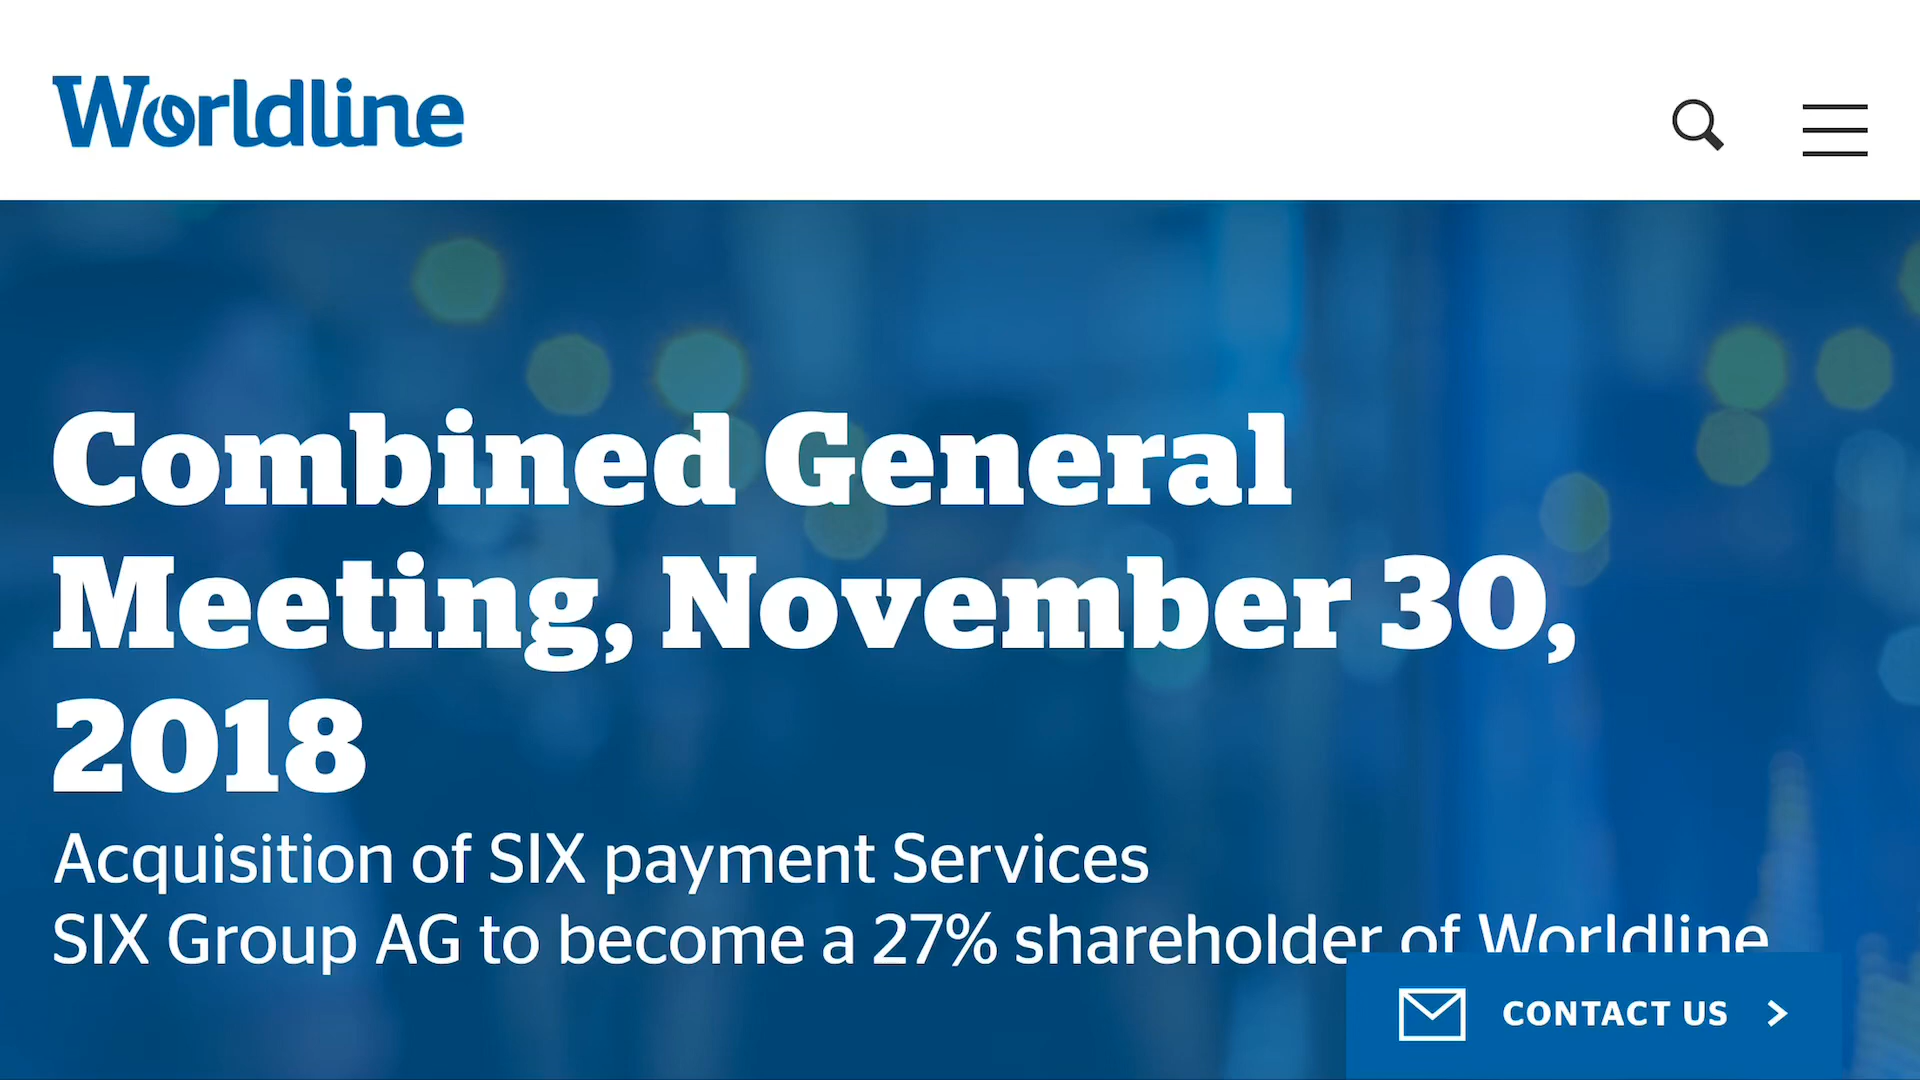 Worldline
Combined General
Meeting, November 30,
2018
Acquisition of SIX payment Services
SIX Group AG to become a 27% shareholder of Worldline
CONTACT US